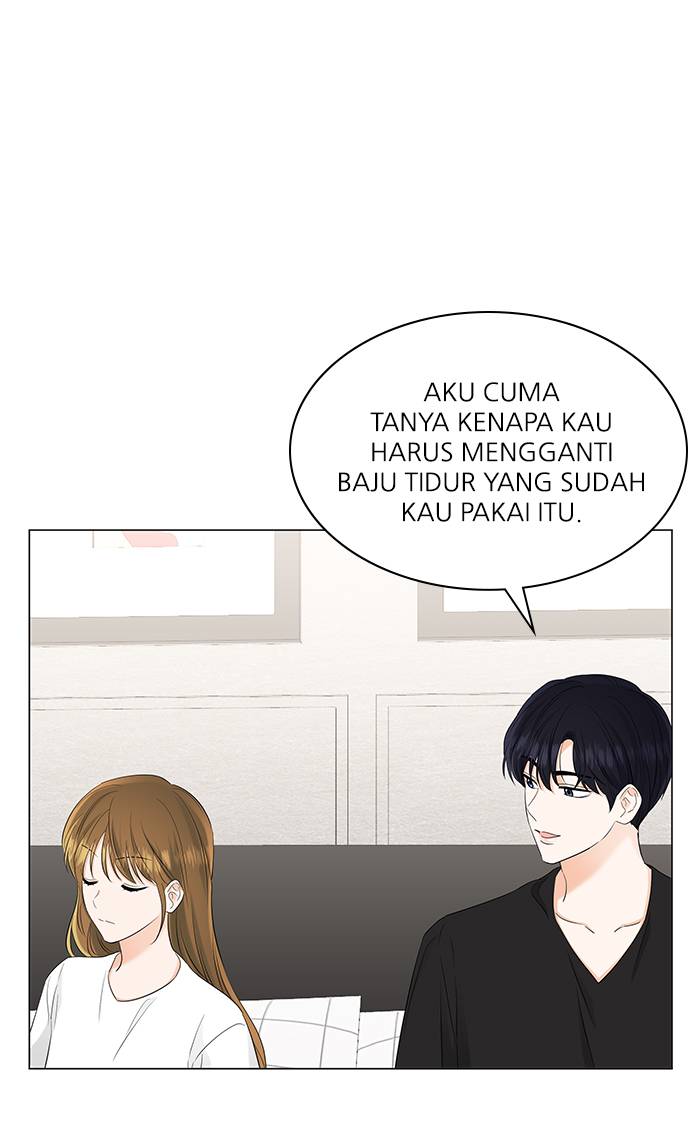 AKU CUMA
TANYA KENAPA KAU
HARUS MENGGANTI
BAJU TIDUR YANG SUDAH
KAU PAKAI ITU.